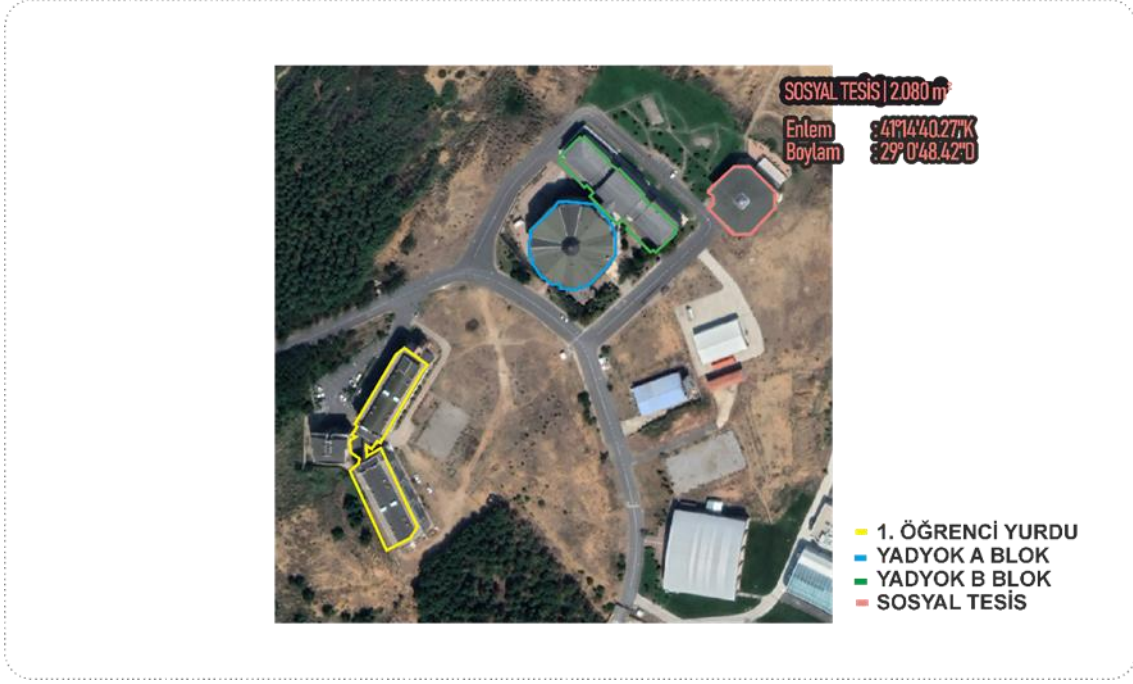 SOSYAL TESİS | 2.080 m²
Enlem : 41°14'40.27"K
Boylam : 29° 0'48.42"D
1. ÖĞRENCİ YURDU
YADYOK A BLOK
YADYOK B BLOK
SOSYAL TESİS